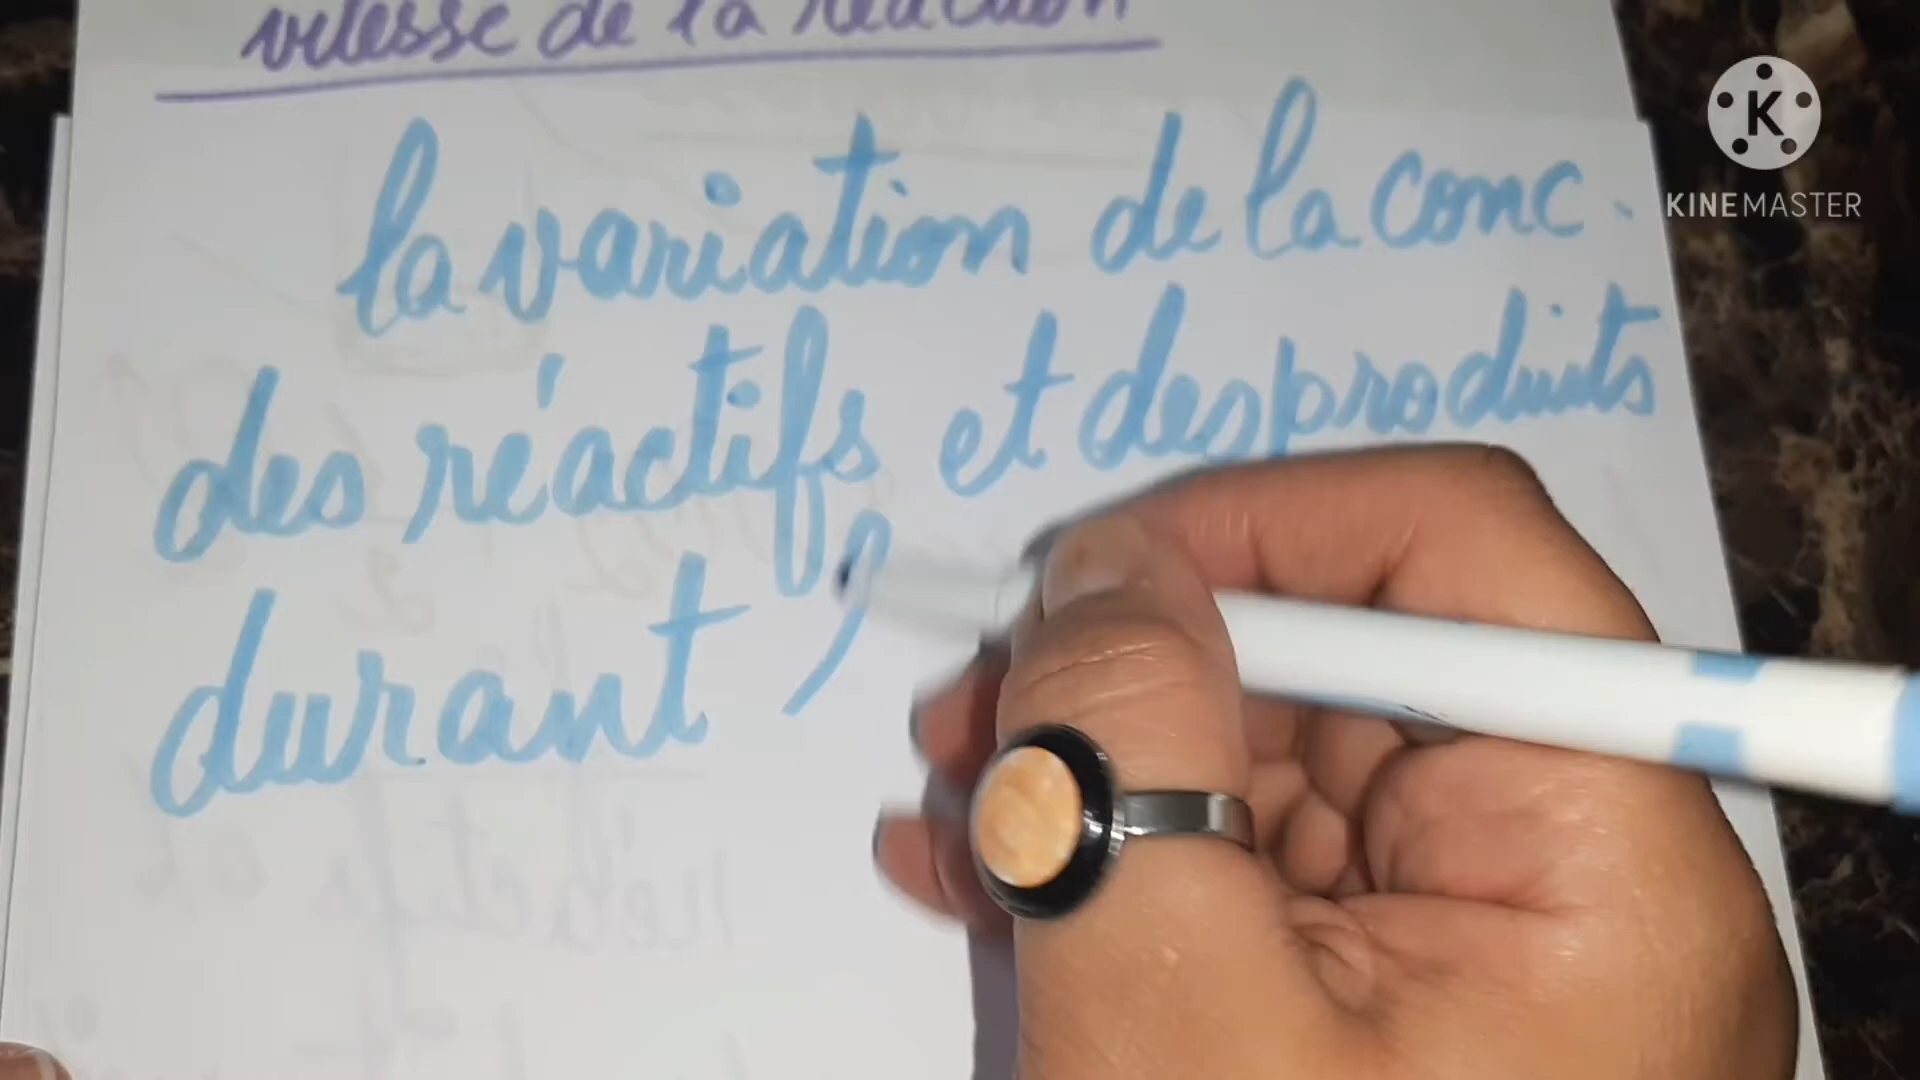 vitesse de la réaction
la variation de la conc.
des réactifs et des produits
durant
K
KINEMASTER